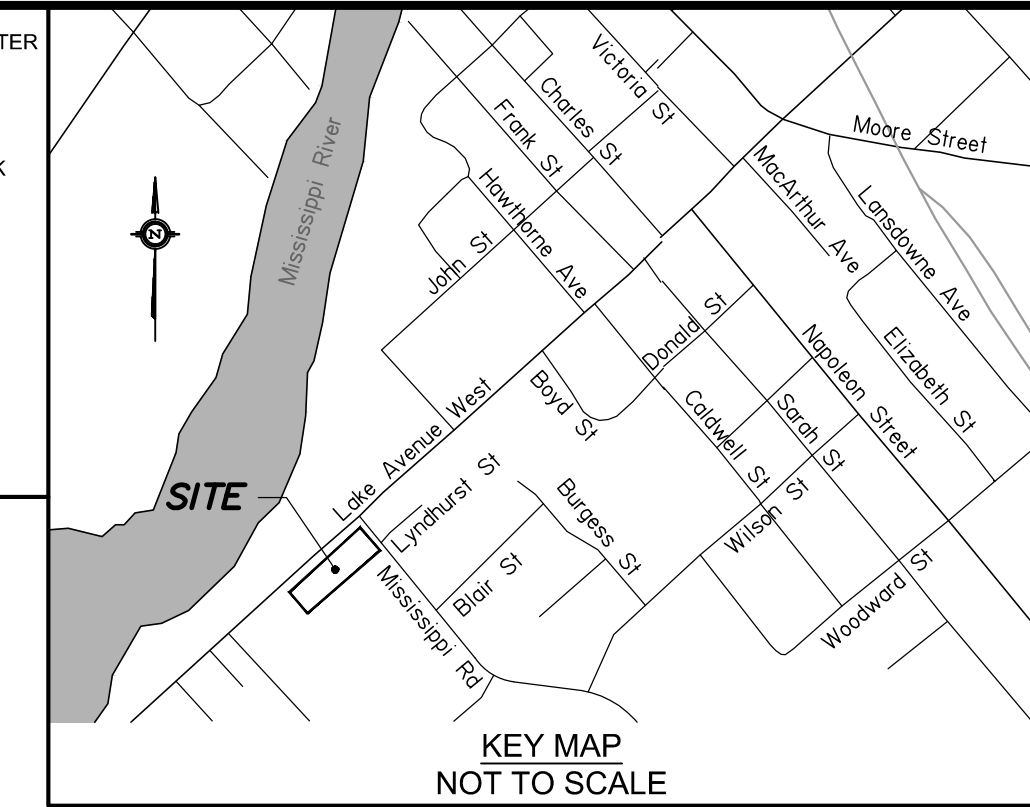 TER
K
N
Mississippi River
Victoria St
Charles St
Frank St
Hawthorne Ave
John St
Moore Street
MacArthur Ave
Lansdowne Ave
Elizabeth St
Napoleon Street
Donald St
Boyd St
Caldwell St
Sarah St
Wilson St
Woodward St
Lake Avenue West
Lyndhurst St
Burgess St
Blair St
Mississippi Rd
SITE
KEY MAP
NOT TO SCALE